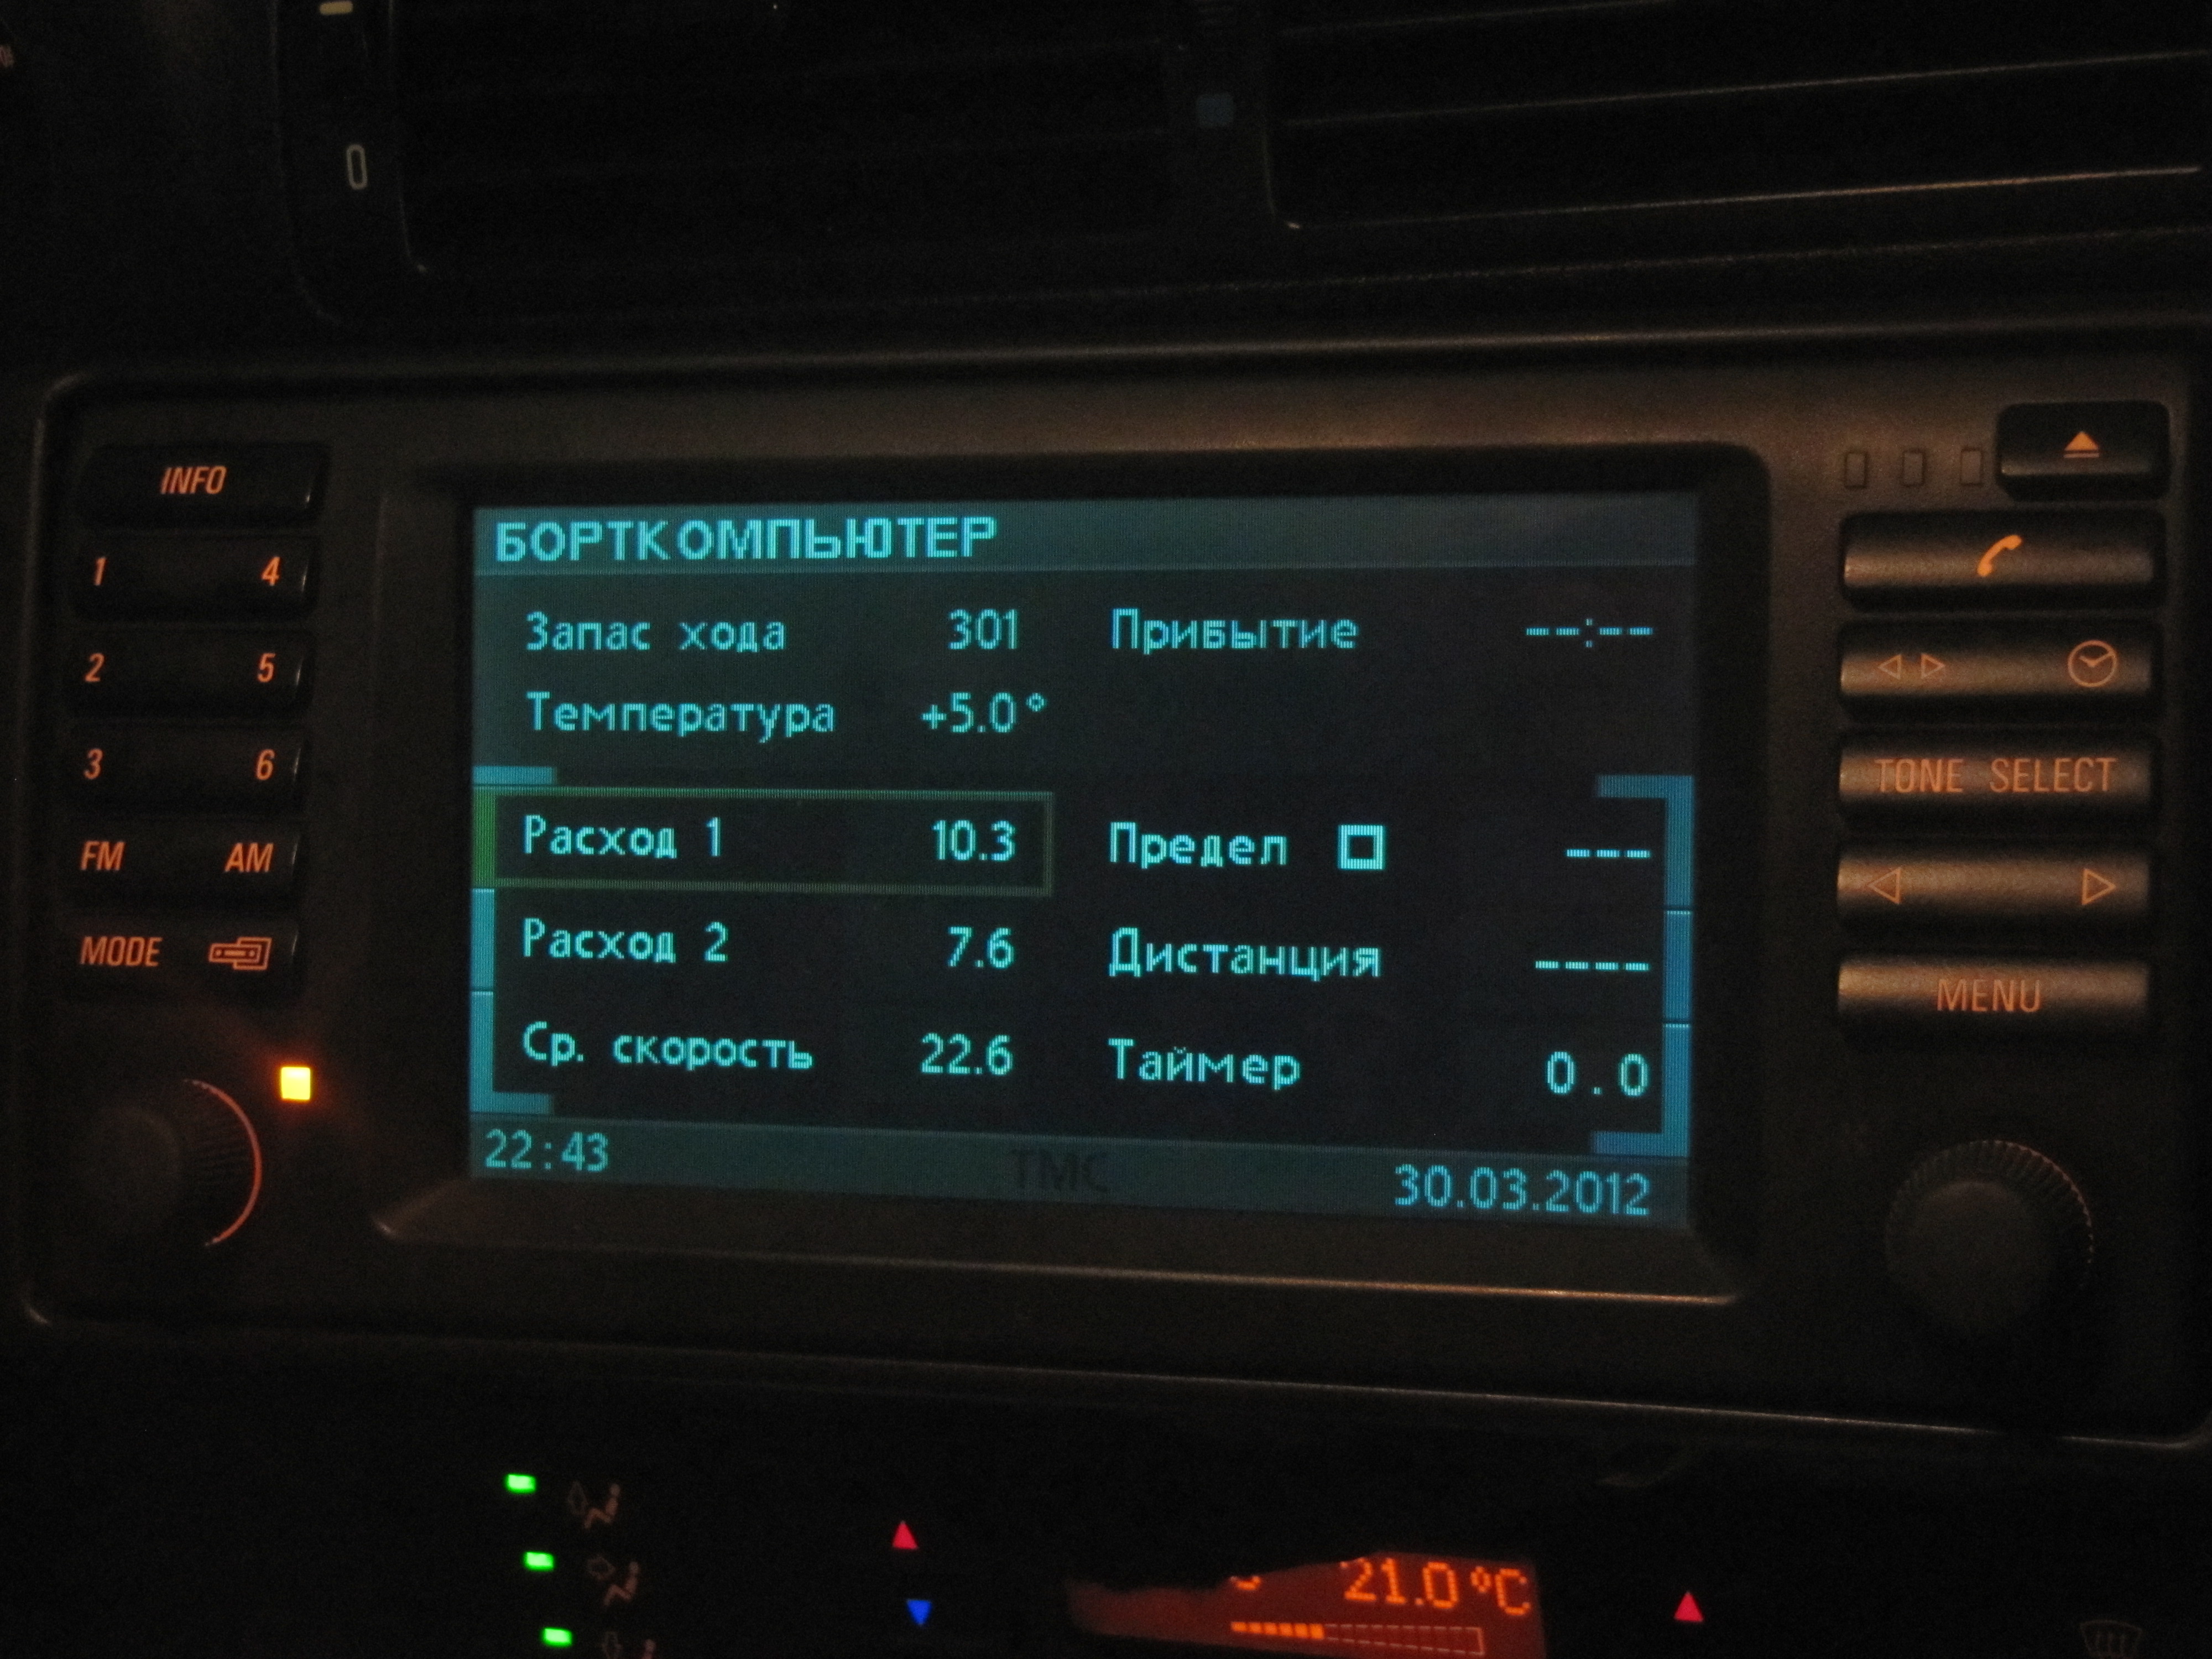 INFO
1 4
2 5
3 6
FM AM
MODE
БОРТКОМПЬЮТЕР
Запас хода 301 Прибытие --:--
Температура +5.0°
Расход 1 10.3 Предел ---
Расход 2 7.6 Дистанция ----
Ср. скорость 22.6 Таймер 0.0
22:43 TMC 30.03.2012
TONE SELECT
MENU
21.0 °C
0